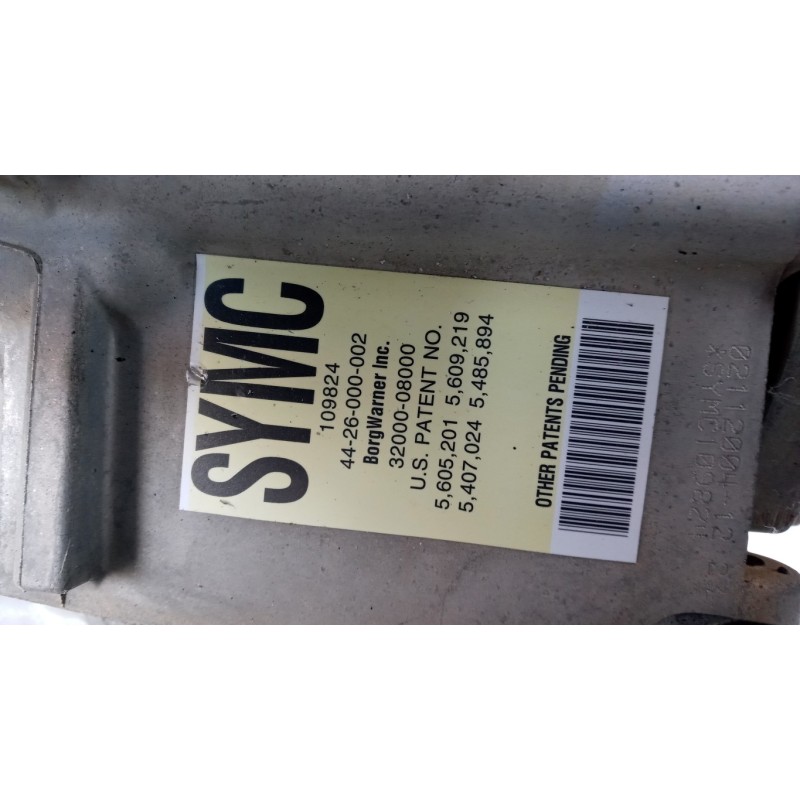 SYMC
109824
44-26-000-002
BorgWarner Inc.
32000-08000
U.S. PATENT NO.
5,605,201 5,609,219
5,407,024 5,485,894
OTHER PATENTS PENDING
XSYMC109824